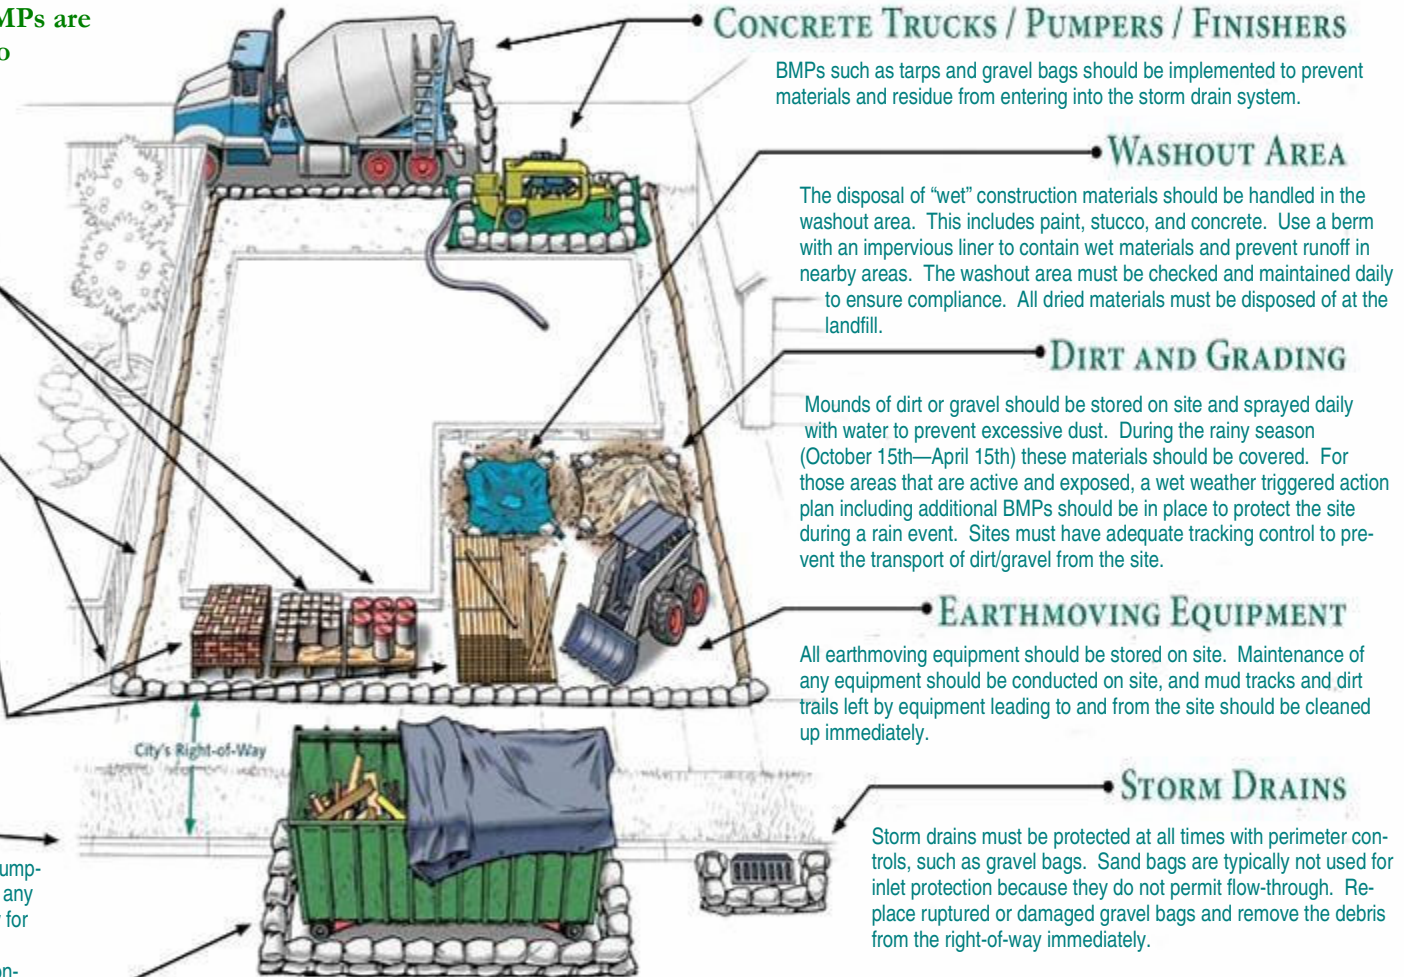 MPs are
o
CONCRETE TRUCKS / PUMPERS / FINISHERS
BMPs such as tarps and gravel bags should be implemented to prevent
materials and residue from entering into the storm drain system.
WASHOUT AREA
The disposal of “wet” construction materials should be handled in the
washout area. This includes paint, stucco, and concrete. Use a berm
with an impervious liner to contain wet materials and prevent runoff in
nearby areas. The washout area must be checked and maintained daily
to ensure compliance. All dried materials must be disposed of at the
landfill.
DIRT AND GRADING
Mounds of dirt or gravel should be stored on site and sprayed daily
with water to prevent excessive dust. During the rainy season
(October 15th—April 15th) these materials should be covered. For
those areas that are active and exposed, a wet weather triggered action
plan including additional BMPs should be in place to protect the site
during a rain event. Sites must have adequate tracking control to pre-
vent the transport of dirt/gravel from the site.
EARTHMOVING EQUIPMENT
All earthmoving equipment should be stored on site. Maintenance of
any equipment should be conducted on site, and mud tracks and dirt
trails left by equipment leading to and from the site should be cleaned
up immediately.
City's Right-of-Way
STORM DRAINS
Storm drains must be protected at all times with perimeter con-
trols, such as gravel bags. Sand bags are typically not used for
inlet protection because they do not permit flow-through. Re-
place ruptured or damaged gravel bags and remove the debris
from the right-of-way immediately.
ump-
any
for
on-